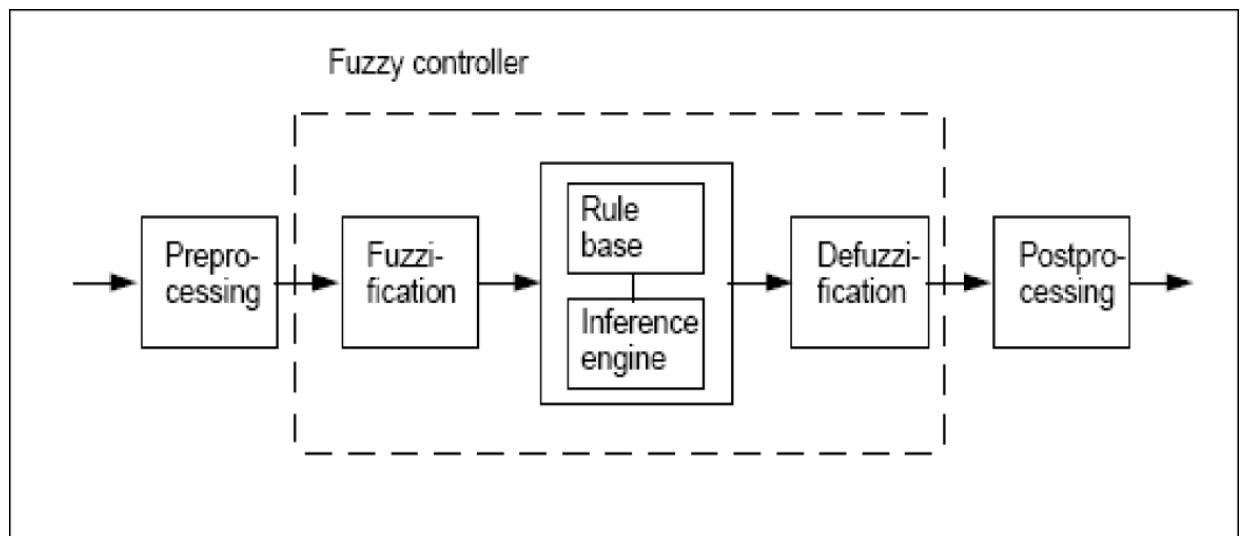 Fuzzy controller
Prepro-
cessing
Fuzzi-
fication
Rule
base
Inference
engine
Defuzzi-
fication
Postpro-
cessing